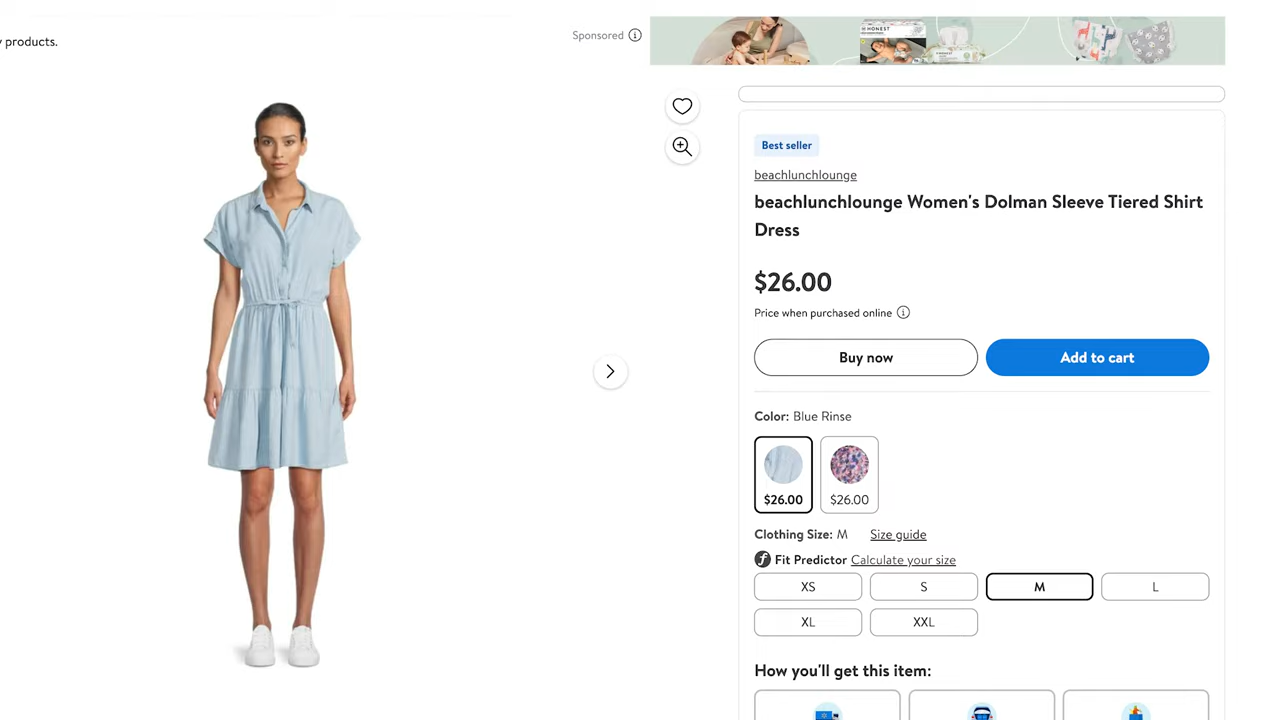 y products.
Sponsored
HONEST
Best seller
beachlunchlounge
beachlunchlounge Women's Dolman Sleeve Tiered Shirt
Dress
$26.00
Price when purchased online
Buy now
Add to cart
Color: Blue Rinse
$26.00
$26.00
Clothing Size: M
Size guide
Fit Predictor Calculate your size
XS
S
M
L
XL
XXL
How you'll get this item: